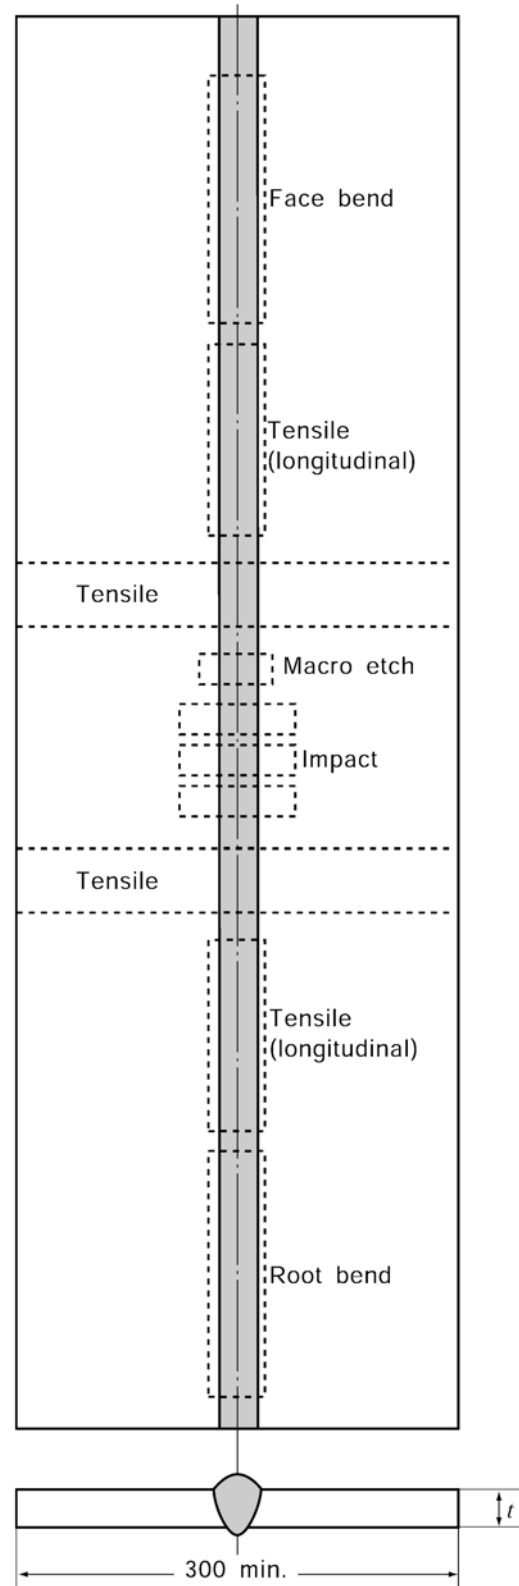 Face bend
Tensile
(longitudinal)
Tensile
Macro etch
Impact
Tensile
Tensile
(longitudinal)
Root bend
t
300 min.